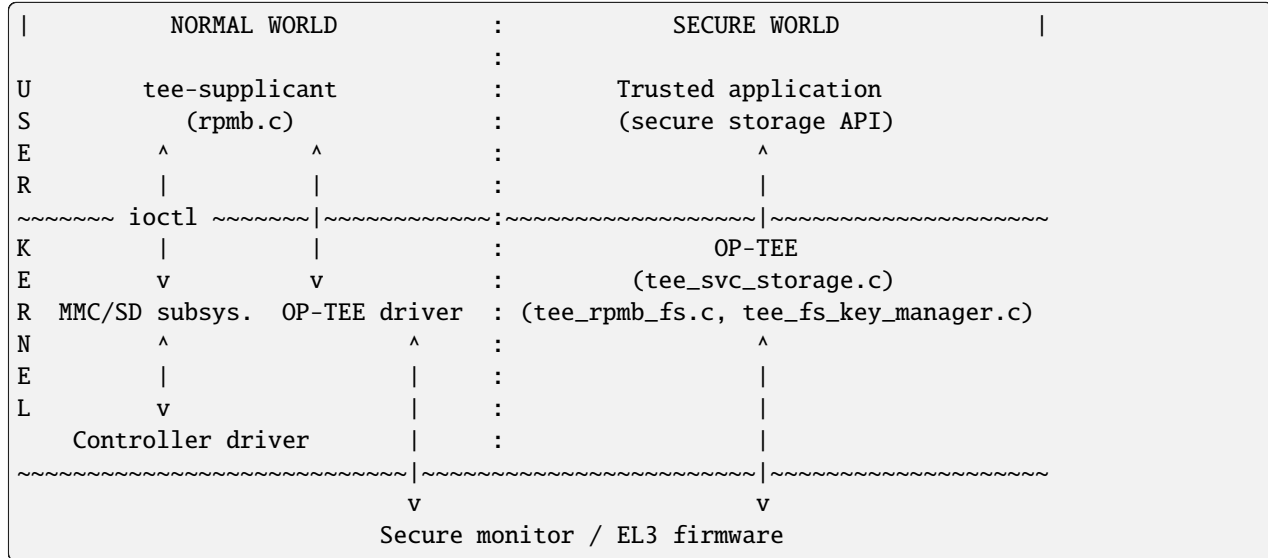 |          NORMAL WORLD           :            SECURE WORLD              |
                                  :
U        tee-supplicant           :        Trusted application
S           (rpmb.c)              :        (secure storage API)
E         ^          ^            :                  ^
R         |          |            :                  |
~~~~~~~ ioctl ~~~~~~~|~~~~~~~~~~~~:~~~~~~~~~~~~~~~~~~|~~~~~~~~~~~~~~~~~~~~
K         |          |            :               OP-TEE
E         v          v            :         (tee_svc_storage.c)
R  MMC/SD subsys.  OP-TEE driver  : (tee_rpmb_fs.c, tee_fs_key_manager.c)
N         ^                 ^     :                  ^
E         |                 |     :                  |
L         v                 |     :                  |
    Controller driver       |     :                  |
~~~~~~~~~~~~~~~~~~~~~~~~~~~~|~~~~~~~~~~~~~~~~~~~~~~~~|~~~~~~~~~~~~~~~~~~~~
                            v                        v
                          Secure monitor / EL3 firmware